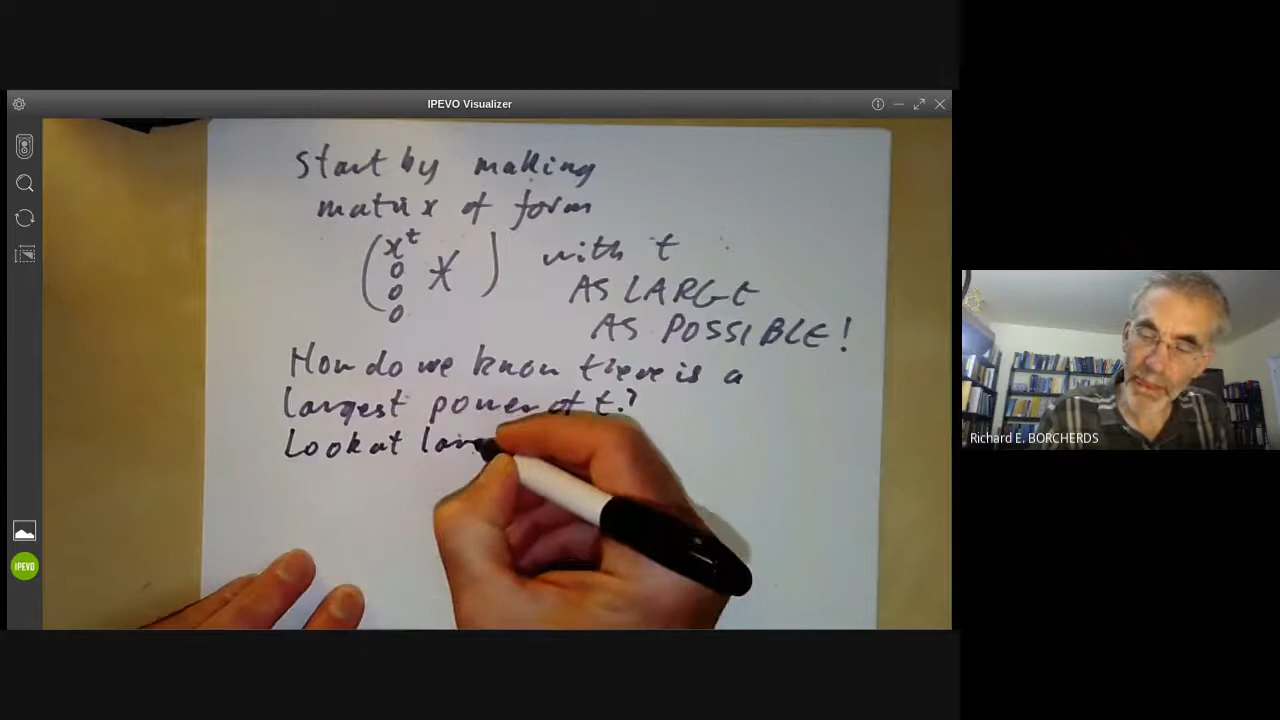 IPEVO Visualizer
Start by making
matrix of form
x^t
0
0
0
* with t
AS LARGE
AS POSSIBLE!
How do we know there is a
largest power of t?
Look at
Richard E. BORCHERDS
IPEVO